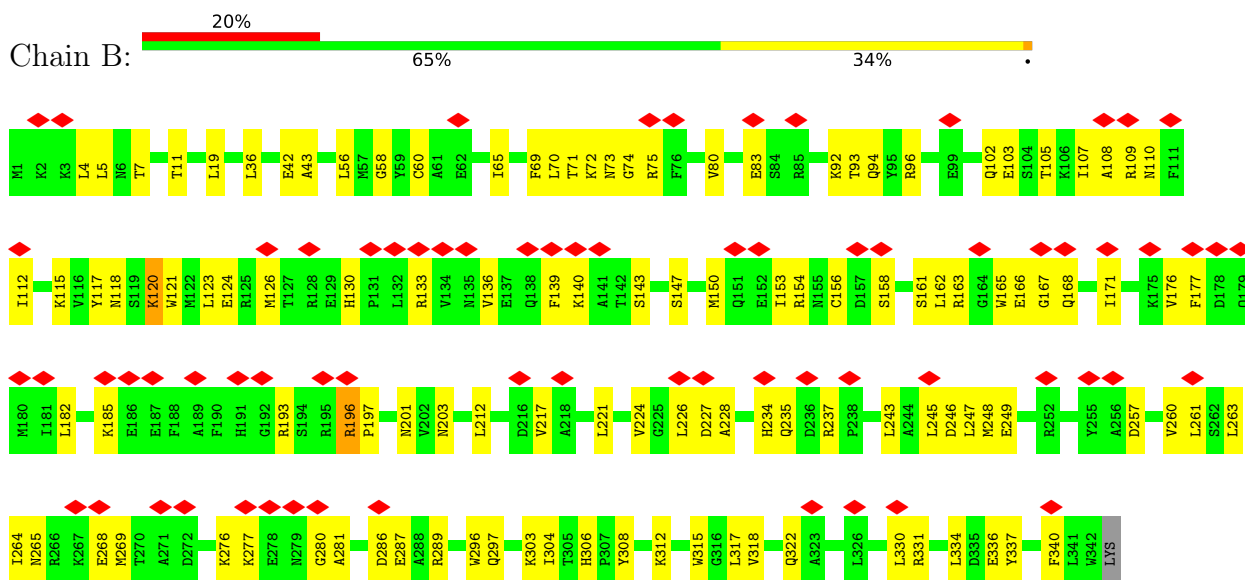 20%
Chain B:
65% 34% •
M1 K2 K3 L4 L5 N6 T7 T11 L19 L36 E42 A43 L56 M57 G58 Y59 C60 A61 E62 I65 F69 L70 T71 K72 N73 G74 R75 F76 V80 E83 S84 R85 K92 T93 Q94 Y95 R96 E99 Q102 E103 S104 T105 K106 I107 A108 R109 N110 F111
I112 K115 V116 Y117 N118 S119 K120 W121 M122 L123 E124 R125 M126 T127 R128 E129 H130 P131 L132 R133 V134 N135 V136 E137 Q138 F139 K140 A141 T142 S143 S147 M150 Q151 E152 I153 R154 N155 C156 D157 S158 S161 L162 R163 G164 W165 E166 G167 Q168 I171 K175 V176 F177 D178 Q179
M180 I181 L182 K185 E186 E187 F188 A189 F190 H191 G192 R193 S194 R195 R196 P197 N201 V202 N203 L212 D216 V217 A218 L221 V224 G225 L226 D227 A228 H234 Q235 D236 R237 P238 L243 A244 L245 D246 L247 M248 E249 R252 Y255 A256 D257 V260 L261 S262 L263
I264 N265 R266 K267 E268 M269 T270 A271 D272 K276 K277 E278 N279 G280 A281 D286 E287 A288 R289 W296 Q297 K303 I304 T305 H306 P307 Y308 K312 W315 G316 L317 V318 Q322 A323 L326 L330 R331 L334 D335 E336 Y337 F340 L341 W342 LYS